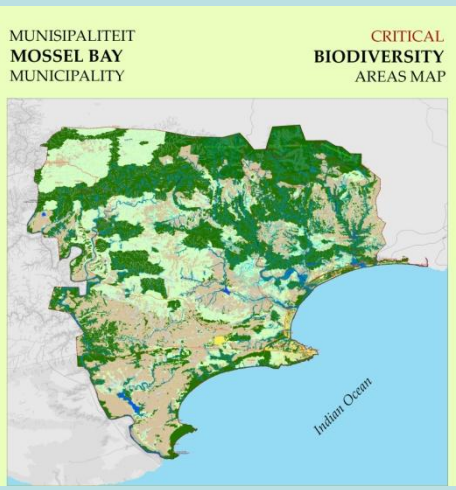 MUNISIPALITEIT
MOSSEL BAY
MUNICIPALITY
CRITICAL
BIODIVERSITY
AREAS MAP
Indian Ocean